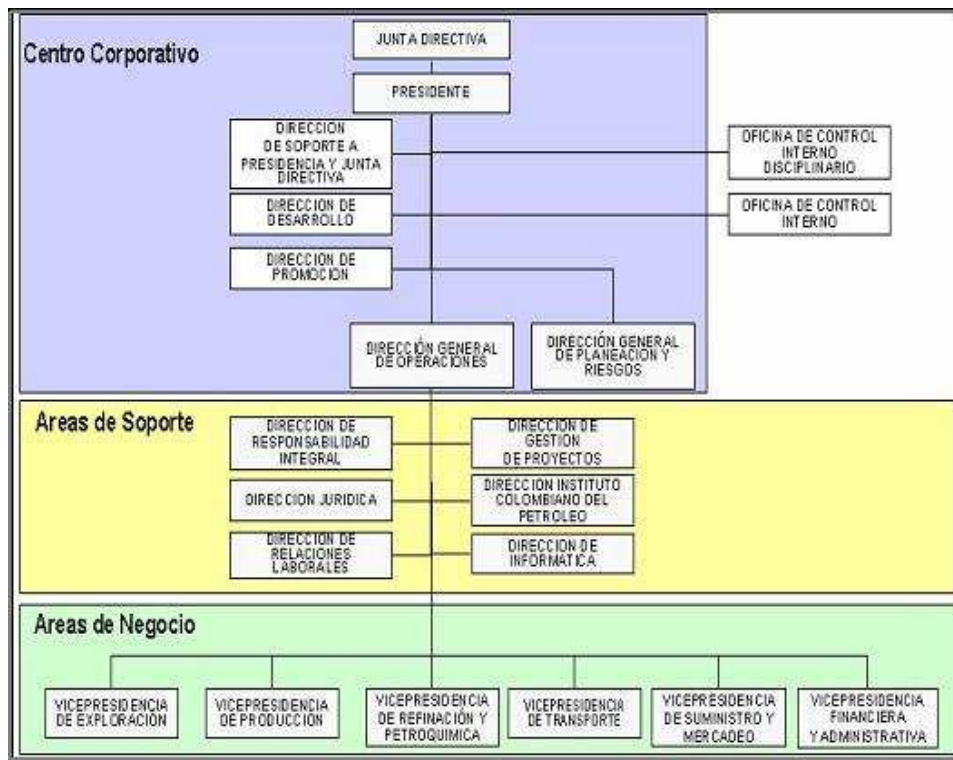 Centro Corporativo
JUNTA DIRECTIVA
PRESIDENTE
DIRECCION
DE SOPORTE A
PRESIDENCIA Y JUNTA
DIRECTIVA
OFICINA DE CONTROL
INTERNO
DISCIPLINARIO
DIRECCION DE
DESARROLLO
OFICINA DE CONTROL
INTERNO
DIRECCION DE
PROMOCION
DIRECCIÓN GENERAL
DE OPERACIONES
DIRECCIÓN GENERAL
DE PLANEACION Y
RIESGOS
Areas de Soporte
DIRECCION DE
RESPONSABILIDAD
INTEGRAL
DIRECCION DE
GESTION
DE PROYECTOS
DIRECCION JURIDICA
DIRECCION INSTITUTO
COLOMBIANO DEL
PETROLEO
DIRECCION DE
RELACIONES
LABORALES
DIRECCION DE
INFORMATICA
Areas de Negocio
VICEPRESIDENCIA
DE EXPLORACIÓN
VICEPRESIDENCIA
DE PRODUCCIÓN
VICEPRESIDENCIA
DE REFINACIÓN Y
PETROQUIMICA
VICEPRESIDENCIA
DE TRANSPORTE
VICEPRESIDENCIA
DE SUMINISTRO Y
MERCADEO
VICEPRESIDENCIA
FINANCIERA
Y ADMINISTRATIVA